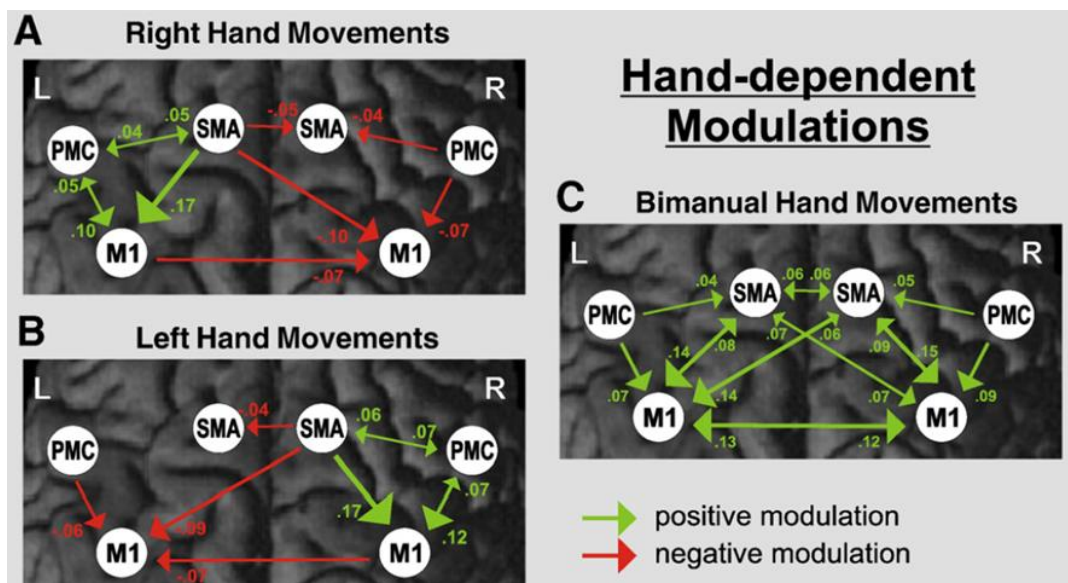 A
Right Hand Movements
L
R
.05
-.05
-.04
.04
SMA
SMA
PMC
PMC
.05
.17
.10
-.10
-.07
M1
M1
-.07
Hand-dependent
Modulations
B
Left Hand Movements
L
R
-.04
.06
SMA
SMA
.07
PMC
PMC
.07
-.06
-.09
.17
.12
M1
M1
-.07
C
Bimanual Hand Movements
L
R
.04
.06
.06
.05
SMA
SMA
PMC
PMC
.14
.08
.07
.06
.09
.15
.07
.14
.07
.09
M1
M1
.13
.12
positive modulation
negative modulation